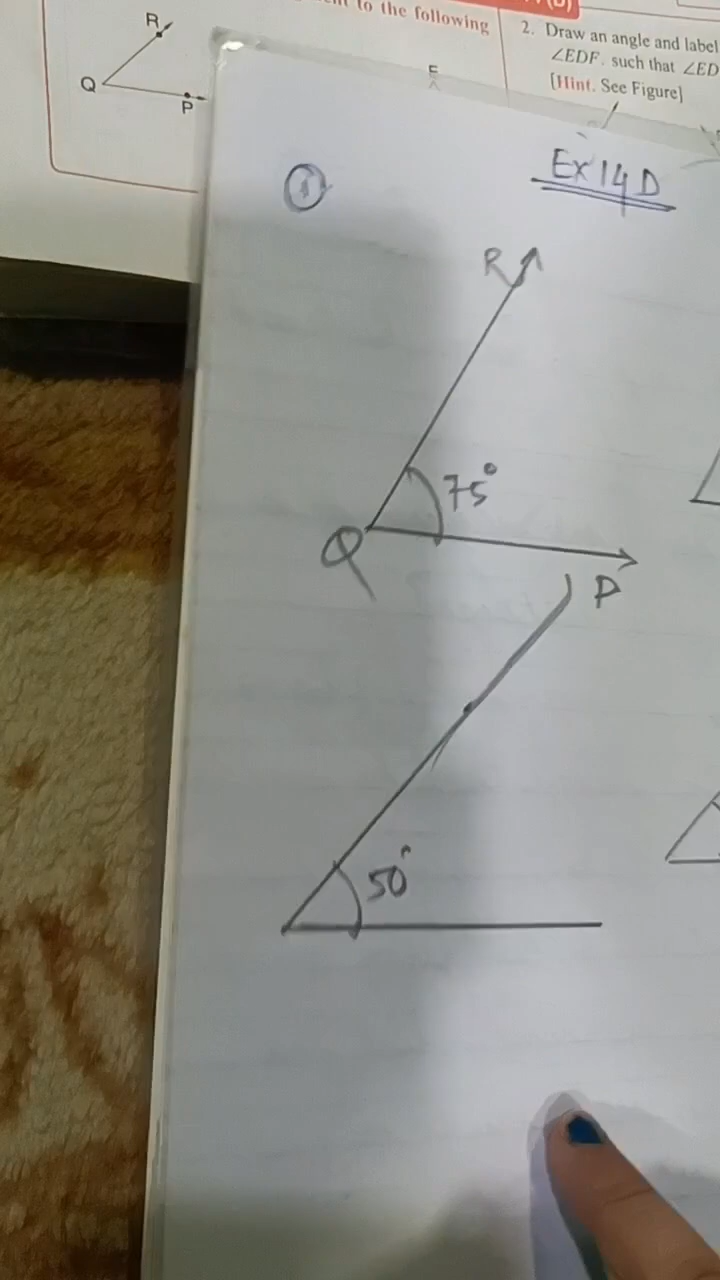 to the following
R
Q
P
2. Draw an angle and label
∠EDF. such that ∠ED
[Hint. See Figure]
1
Ex 14 D
R
75°
Q
P
50°